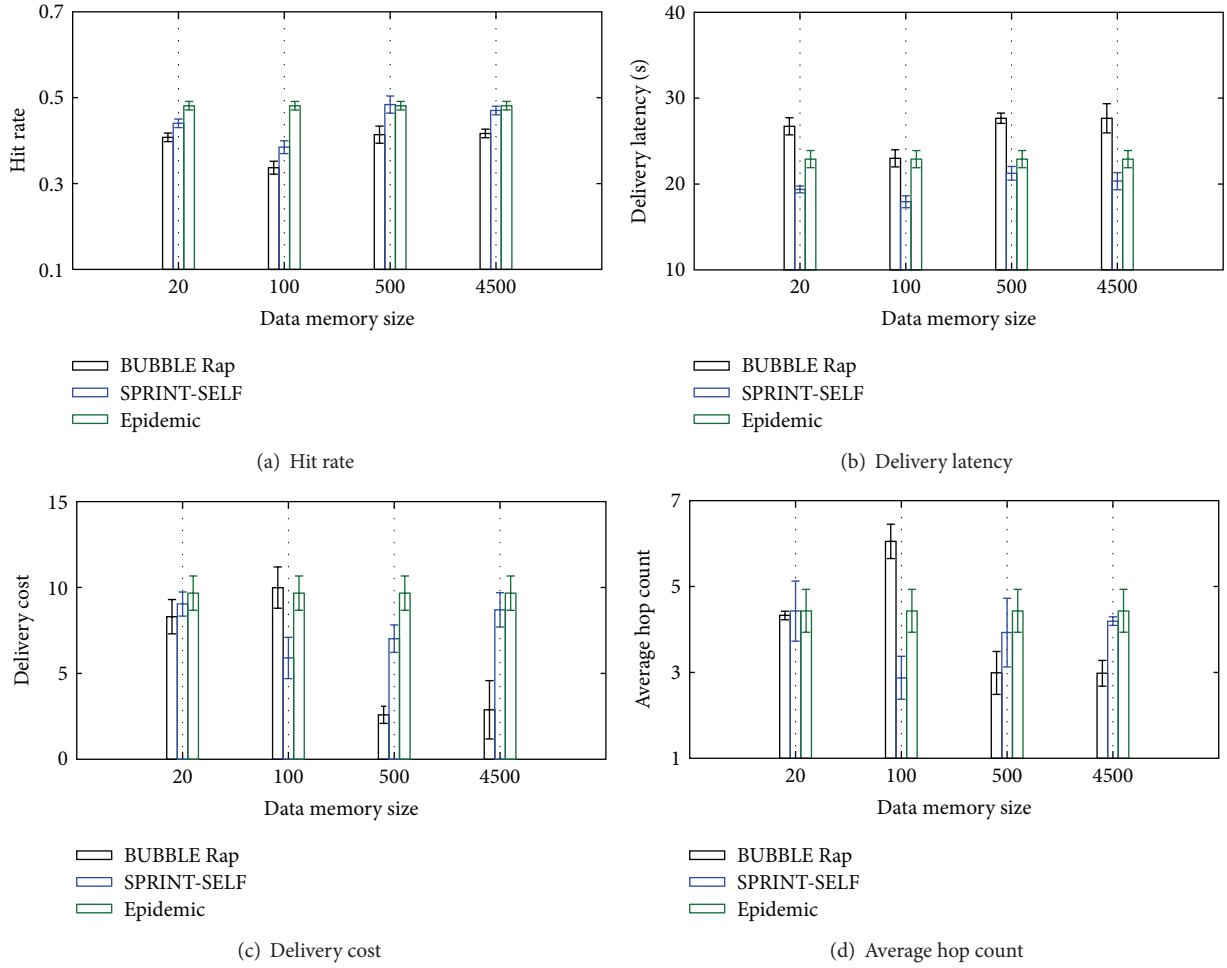 0.7
0.5
0.3
0.1
Hit rate
20 100 500 4500
Data memory size
BUBBLE Rap
SPRINT-SELF
Epidemic
(a) Hit rate
40
30
20
10
Delivery latency (s)
20 100 500 4500
Data memory size
BUBBLE Rap
SPRINT-SELF
Epidemic
(b) Delivery latency
15
10
5
0
Delivery cost
20 100 500 4500
Data memory size
BUBBLE Rap
SPRINT-SELF
Epidemic
(c) Delivery cost
7
5
3
1
Average hop count
20 100 500 4500
Data memory size
BUBBLE Rap
SPRINT-SELF
Epidemic
(d) Average hop count